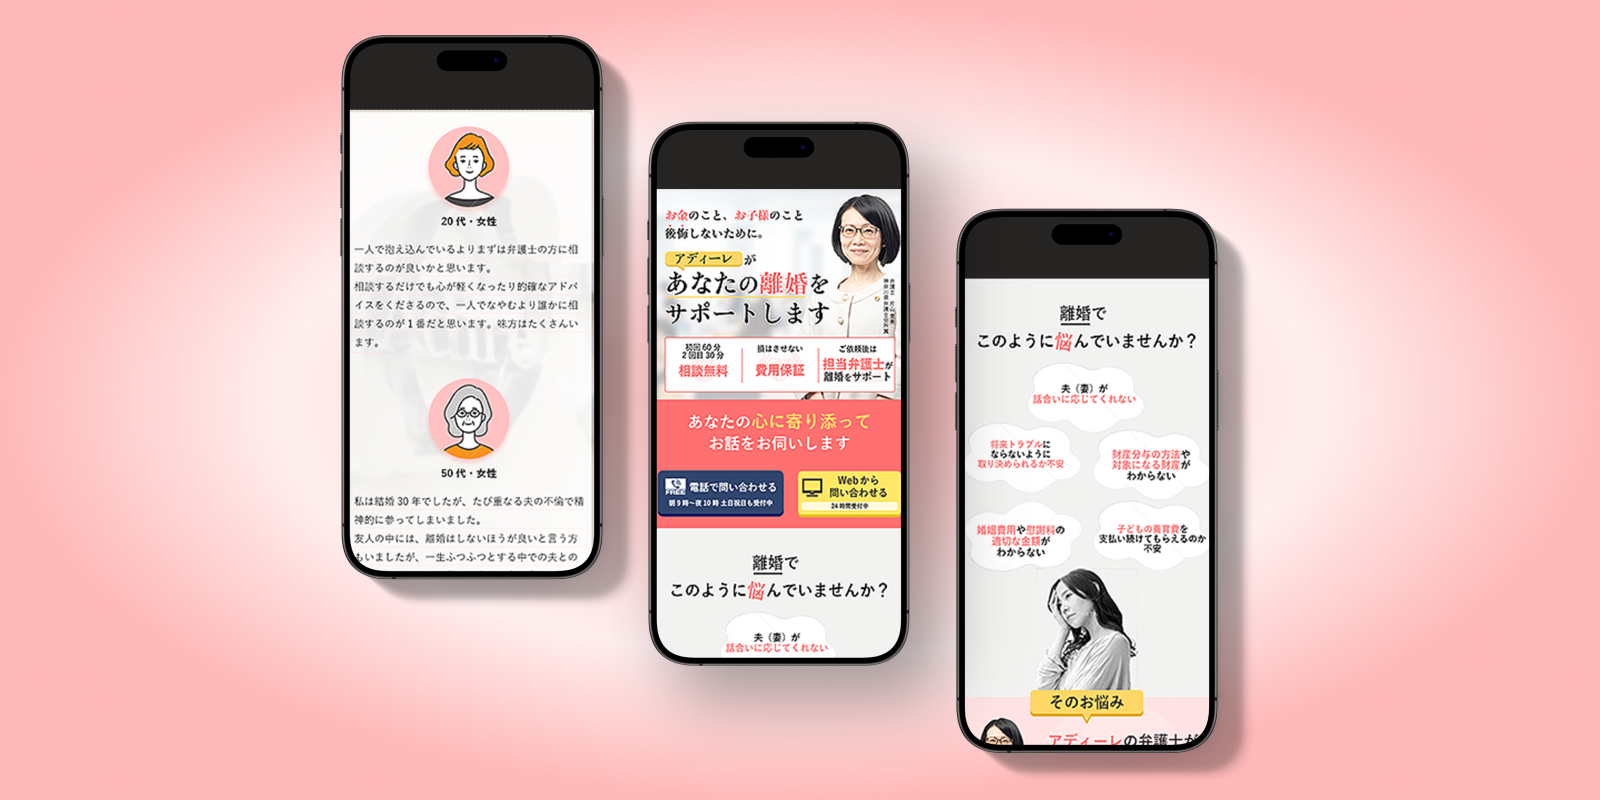 20代・女性
一人で抱え込んでいるよりまずは弁護士の方に相
談するのが良いかと思います。
相談するだけでも心が軽くなったり的確なアドバ
イスをくださるので、一人でなやむより誰かに相
談するのが1番だと思います。味方はたくさんい
ます。
50代・女性
私は結婚30年でしたが、たび重なる夫の不倫で精
神的に参ってしまいました。
友人の中には、離婚はしないほうが良いと言う方
もいましたが、一生ふつふつとする中での夫との
お金のこと、お子様のこと
後悔しないために。
アディーレが
あなたの離婚を
サポートします
初回60分
2回目30分
相談無料
損はさせない
費用保証
ご依頼後は
担当弁護士が
離婚をサポート
あなたの心に寄り添って
お話をお伺いします
FREE
電話で問い合わせる
朝9時~夜10時 土日祝日も受付中
Webから
問い合わせる
24時間受付中
離婚で
このように悩んでいませんか?
夫(妻)が
話合いに応じてくれない
離婚で
このように悩んでいませんか?
夫(妻)が
話合いに応じてくれない
将来トラブルに
ならないように
取り決められるか不安
財産分与の方法や
対象になる財産が
わからない
婚姻費用や慰謝料の
適切な金額が
わからない
子どもの養育費を
支払い続けてもらえるのか
不安
そのお悩み
アディーレの弁護士が